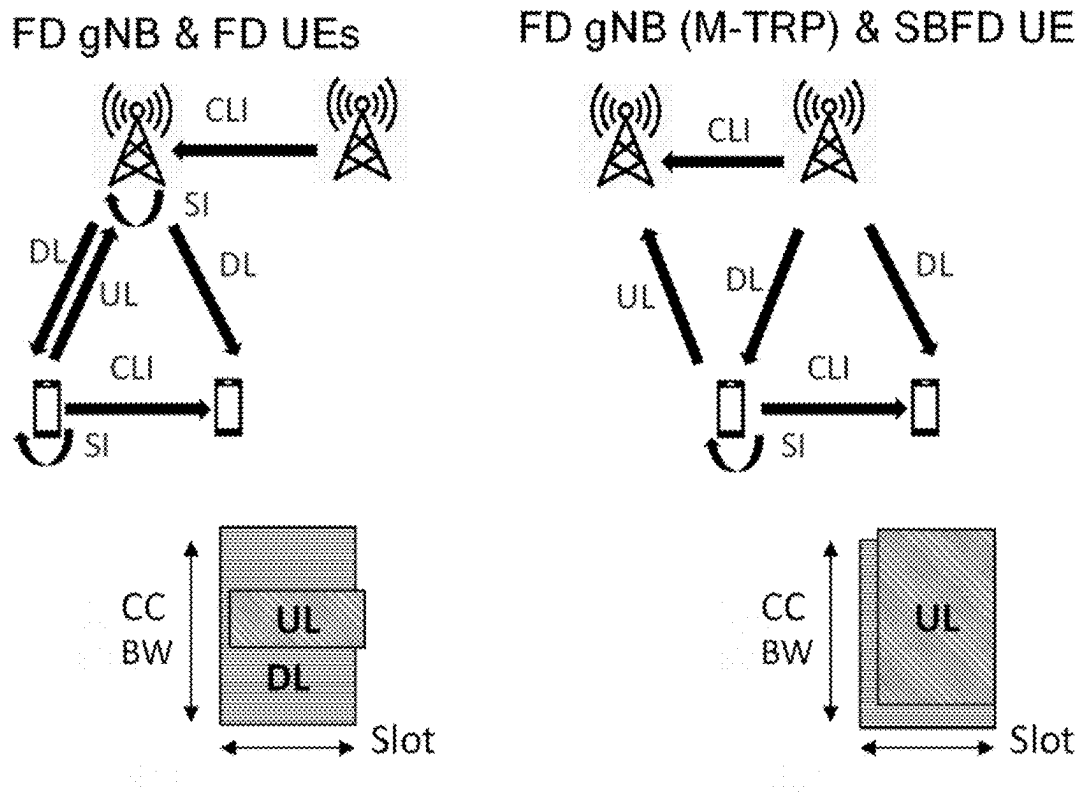 FD gNB & FD UEs
CLI
SI
DL
UL
DL
CLI
SI
CC
BW
UL
DL
Slot
FD gNB (M-TRP) & SBFD UE
CLI
UL
DL
DL
CLI
SI
CC
BW
UL
Slot